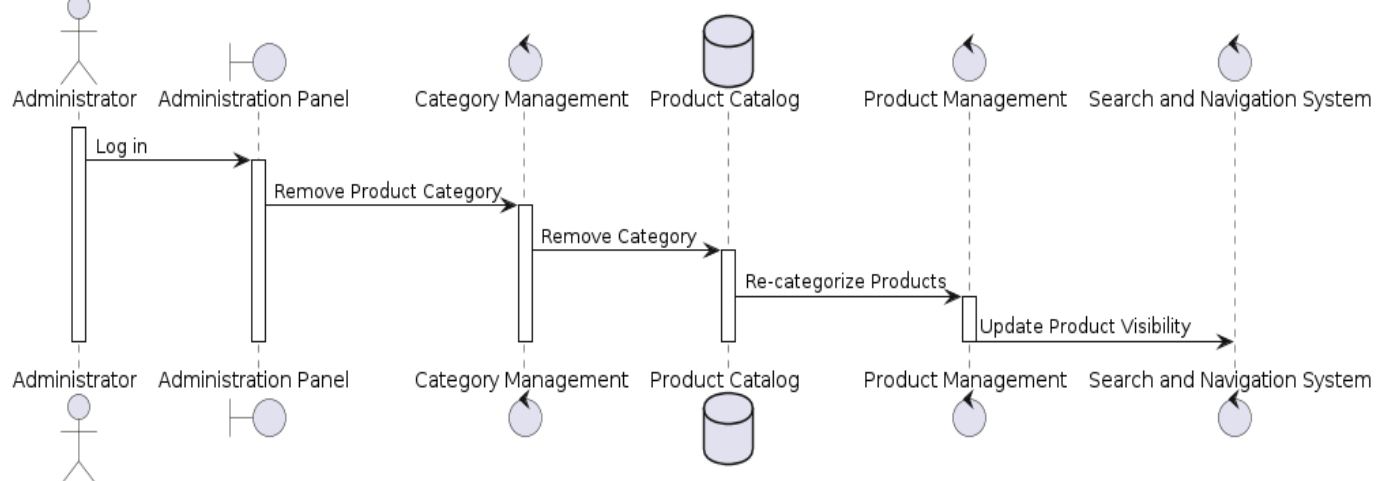 Administrator Administration Panel Category Management Product Catalog Product Management Search and Navigation System
Log in
Remove Product Category
Remove Category
Re-categorize Products
Update Product Visibility
Administrator Administration Panel Category Management Product Catalog Product Management Search and Navigation System